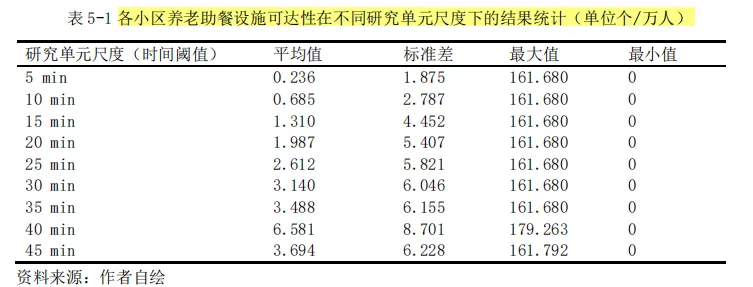 表 5-1 各小区养老助餐设施可达性在不同研究单元尺度下的结果统计（单位个/万人）
研究单元尺度（时间阈值） 平均值 标准差 最大值 最小值
5 min 0.236 1.875 161.680 0
10 min 0.685 2.787 161.680 0
15 min 1.310 4.452 161.680 0
20 min 1.987 5.407 161.680 0
25 min 2.612 5.821 161.680 0
30 min 3.140 6.046 161.680 0
35 min 3.488 6.155 161.680 0
40 min 6.581 8.701 179.263 0
45 min 3.694 6.228 161.792 0
资料来源：作者自绘